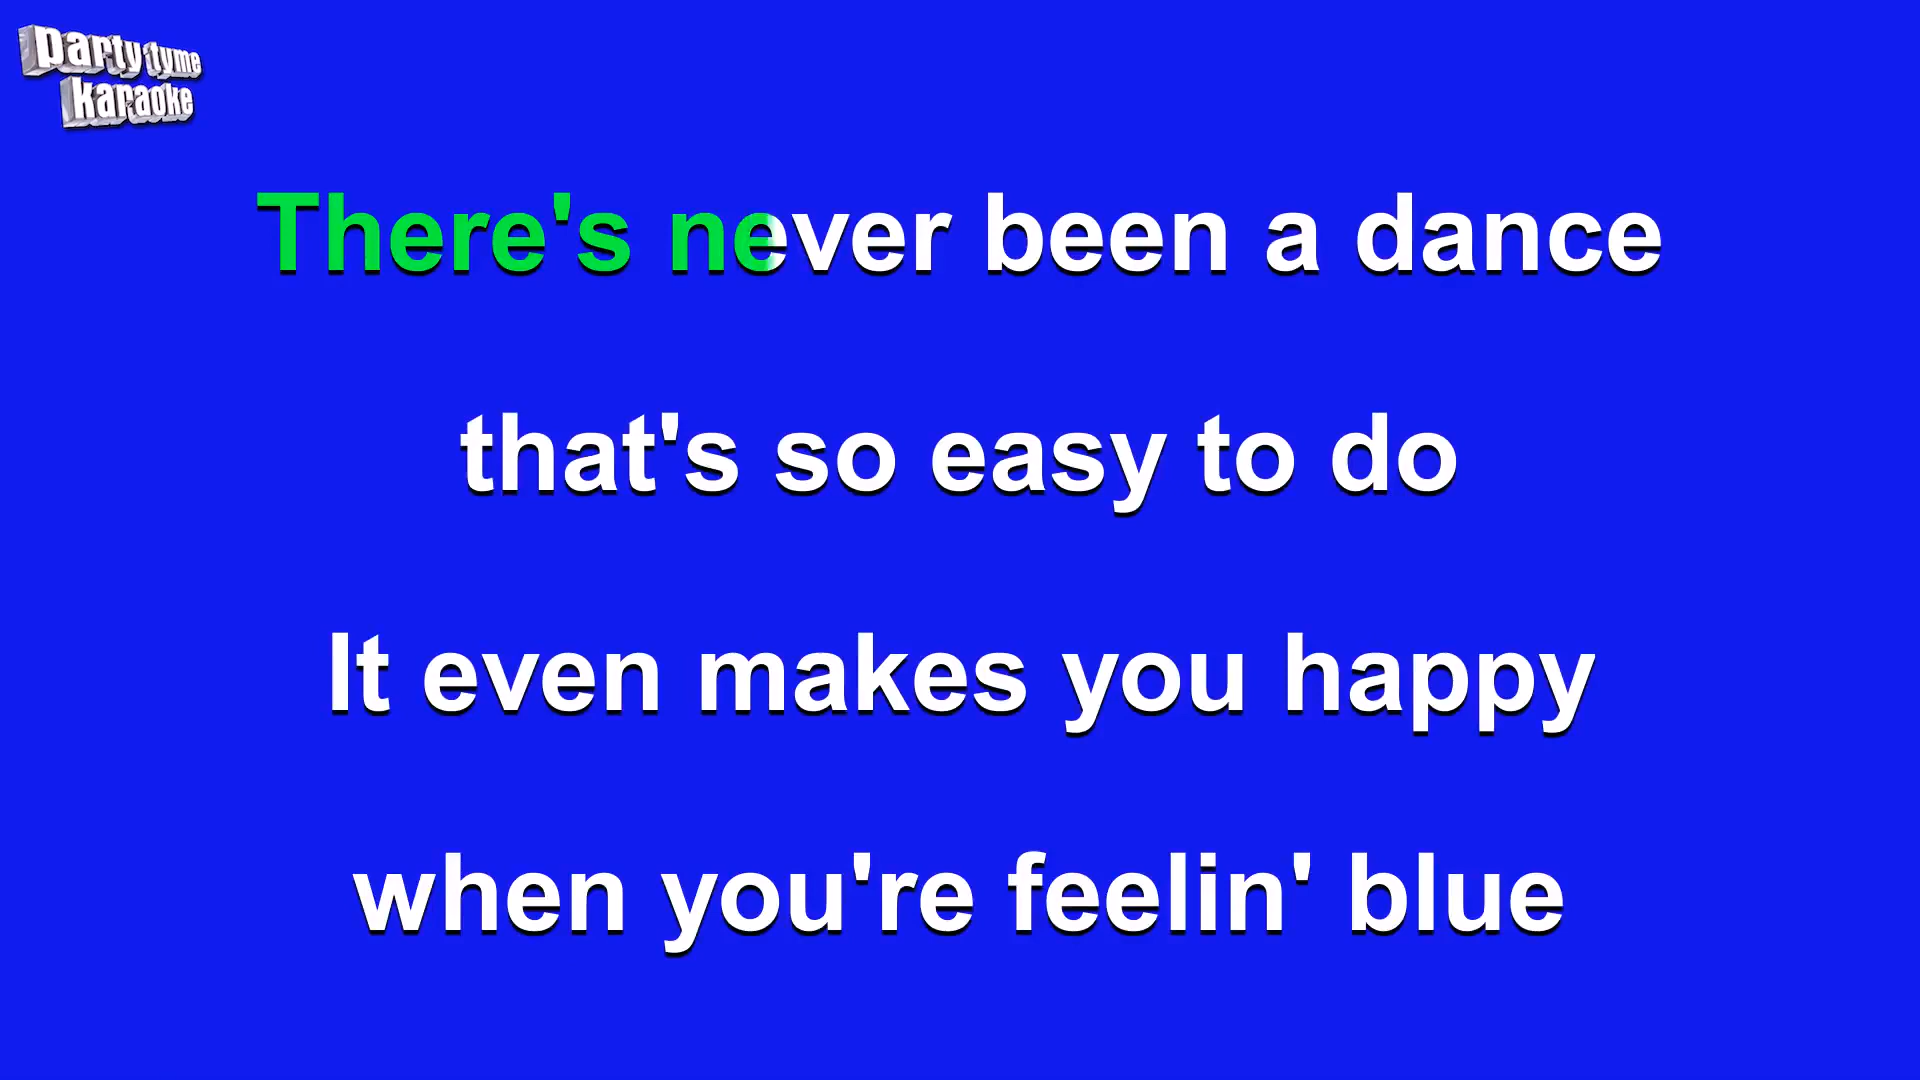 party tyme
karaoke
There's never been a dance
that's so easy to do
It even makes you happy
when you're feelin' blue